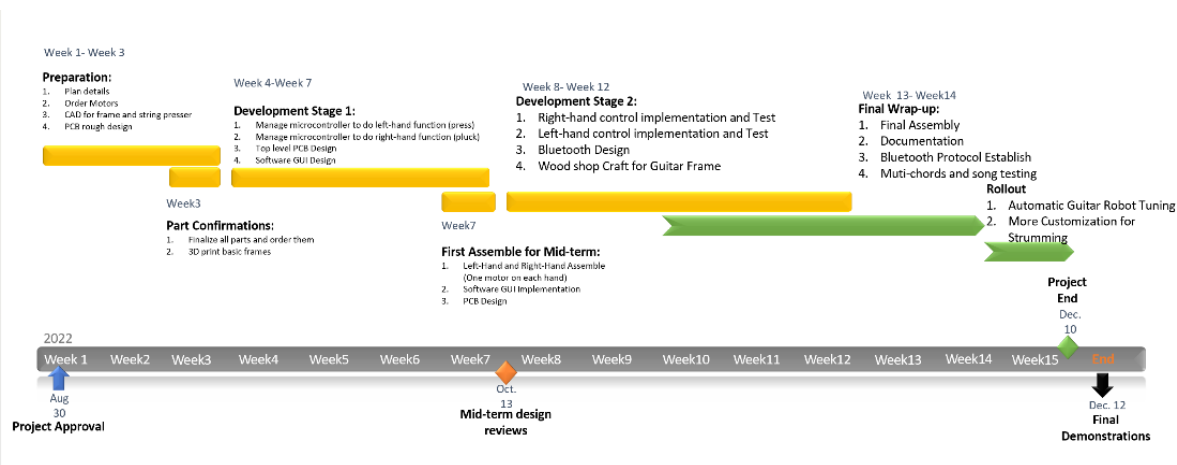 Week 1- Week 3
Preparation:
1. Plan details
2. Order Motors
3. CAD for frame and string presser
4. PCB rough design
Week 4-Week 7
Development Stage 1:
1. Manage microcontroller to do left-hand function (press)
2. Manage microcontroller to do right-hand function (pluck)
3. Top level PCB Design
4. Software GUI Design
Week 8- Week 12
Development Stage 2:
1. Right-hand control implementation and Test
2. Left-hand control implementation and Test
3. Bluetooth Design
4. Wood shop Craft for Guitar Frame
Week 13- Week14
Final Wrap-up:
1. Final Assembly
2. Documentation
3. Bluetooth Protocol Establish
4. Muti-chords and song testing
Rollout
1. Automatic Guitar Robot Tuning
2. More Customization for
Strumming
Week3
Part Confirmations:
1. Finalize all parts and order them
2. 3D print basic frames
Week7
First Assemble for Mid-term:
1. Left-Hand and Right-Hand Assemble
(One motor on each hand)
2. Software GUI Implementation
3. PCB Design
Project
End
Dec.
10
2022
Week 1 Week2 Week3 Week4 Week5 Week6 Week7 Week8 Week9 Week10 Week11 Week12 Week13 Week14 Week15 End
Aug
30
Project Approval
Oct.
13
Mid-term design
reviews
Dec. 12
Final
Demonstrations